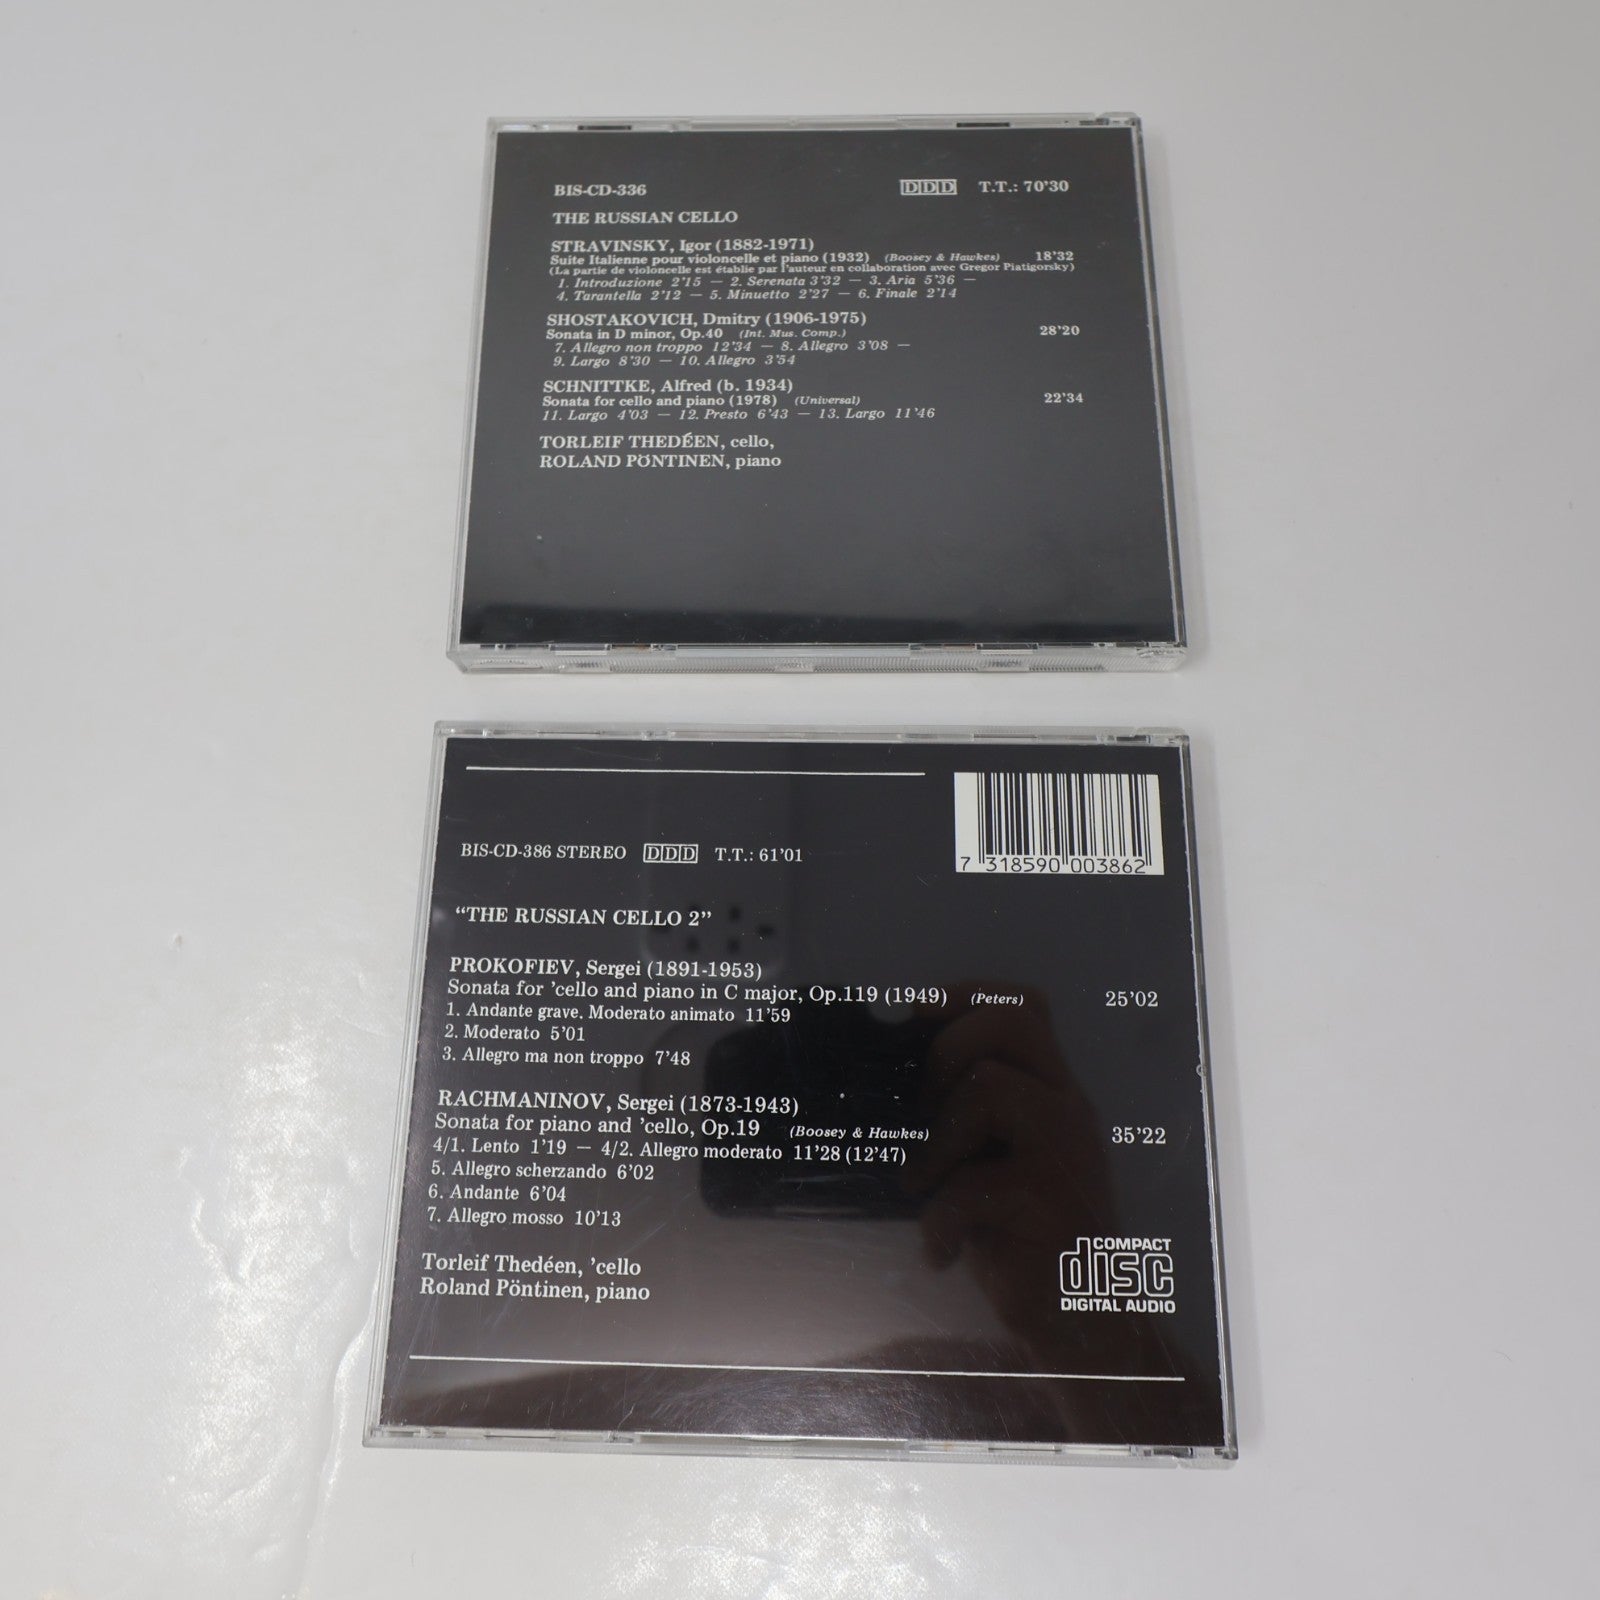 BIS-CD-336 DDD T.T.: 70'30
THE RUSSIAN CELLO
STRAVINSKY, Igor (1882-1971)
Suite Italienne pour violoncelle et piano (1932) (Boosey & Hawkes) 18'32
(La partie de violoncelle est établie par l'auteur en collaboration avec Gregor Piatigorsky)
1. Introduzione 2'15 — 2. Serenata 3'32 — 3. Aria 5'36 —
4. Tarantella 2'12 — 5. Minuetto 2'27 — 6. Finale 2'14
SHOSTAKOVICH, Dmitry (1906-1975)
Sonata in D minor, Op.40 (Int. Mus. Comp.) 28'20
7. Allegro non troppo 12'34 — 8. Allegro 3'08 —
9. Largo 8'30 — 10. Allegro 3'54
SCHNITTKE, Alfred (b. 1934)
Sonata for cello and piano (1978) (Universal) 22'34
11. Largo 4'03 — 12. Presto 6'43 — 13. Largo 11'46
TORLEIF THEDÉEN, cello,
ROLAND PÖNTINEN, piano
7 318590 003862
BIS-CD-386 STEREO DDD T.T.: 61'01
“THE RUSSIAN CELLO 2”
PROKOFIEV, Sergei (1891-1953)
Sonata for 'cello and piano in C major, Op.119 (1949) (Peters) 25'02
1. Andante grave. Moderato animato 11'59
2. Moderato 5'01
3. Allegro ma non troppo 7'48
RACHMANINOV, Sergei (1873-1943)
Sonata for piano and 'cello, Op.19 (Boosey & Hawkes) 35'22
4/1. Lento 1'19 — 4/2. Allegro moderato 11'28 (12'47)
5. Allegro scherzando 6'02
6. Andante 6'04
7. Allegro mosso 10'13
Torleif Thedéen, 'cello
Roland Pöntinen, piano
COMPACT
disc
DIGITAL AUDIO